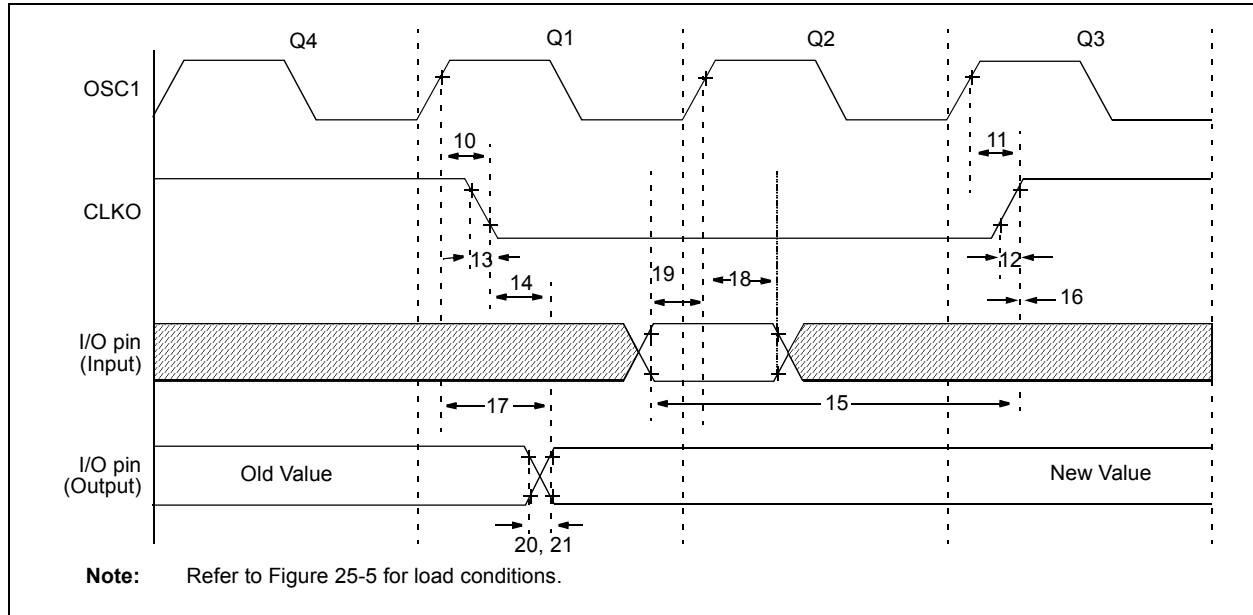 Q4 Q1 Q2 Q3
OSC1
10 11
CLKO
13 19 18 12
14 16
I/O pin
(Input)
17 15
I/O pin
(Output)
Old Value New Value
20, 21
Note: Refer to Figure 25-5 for load conditions.